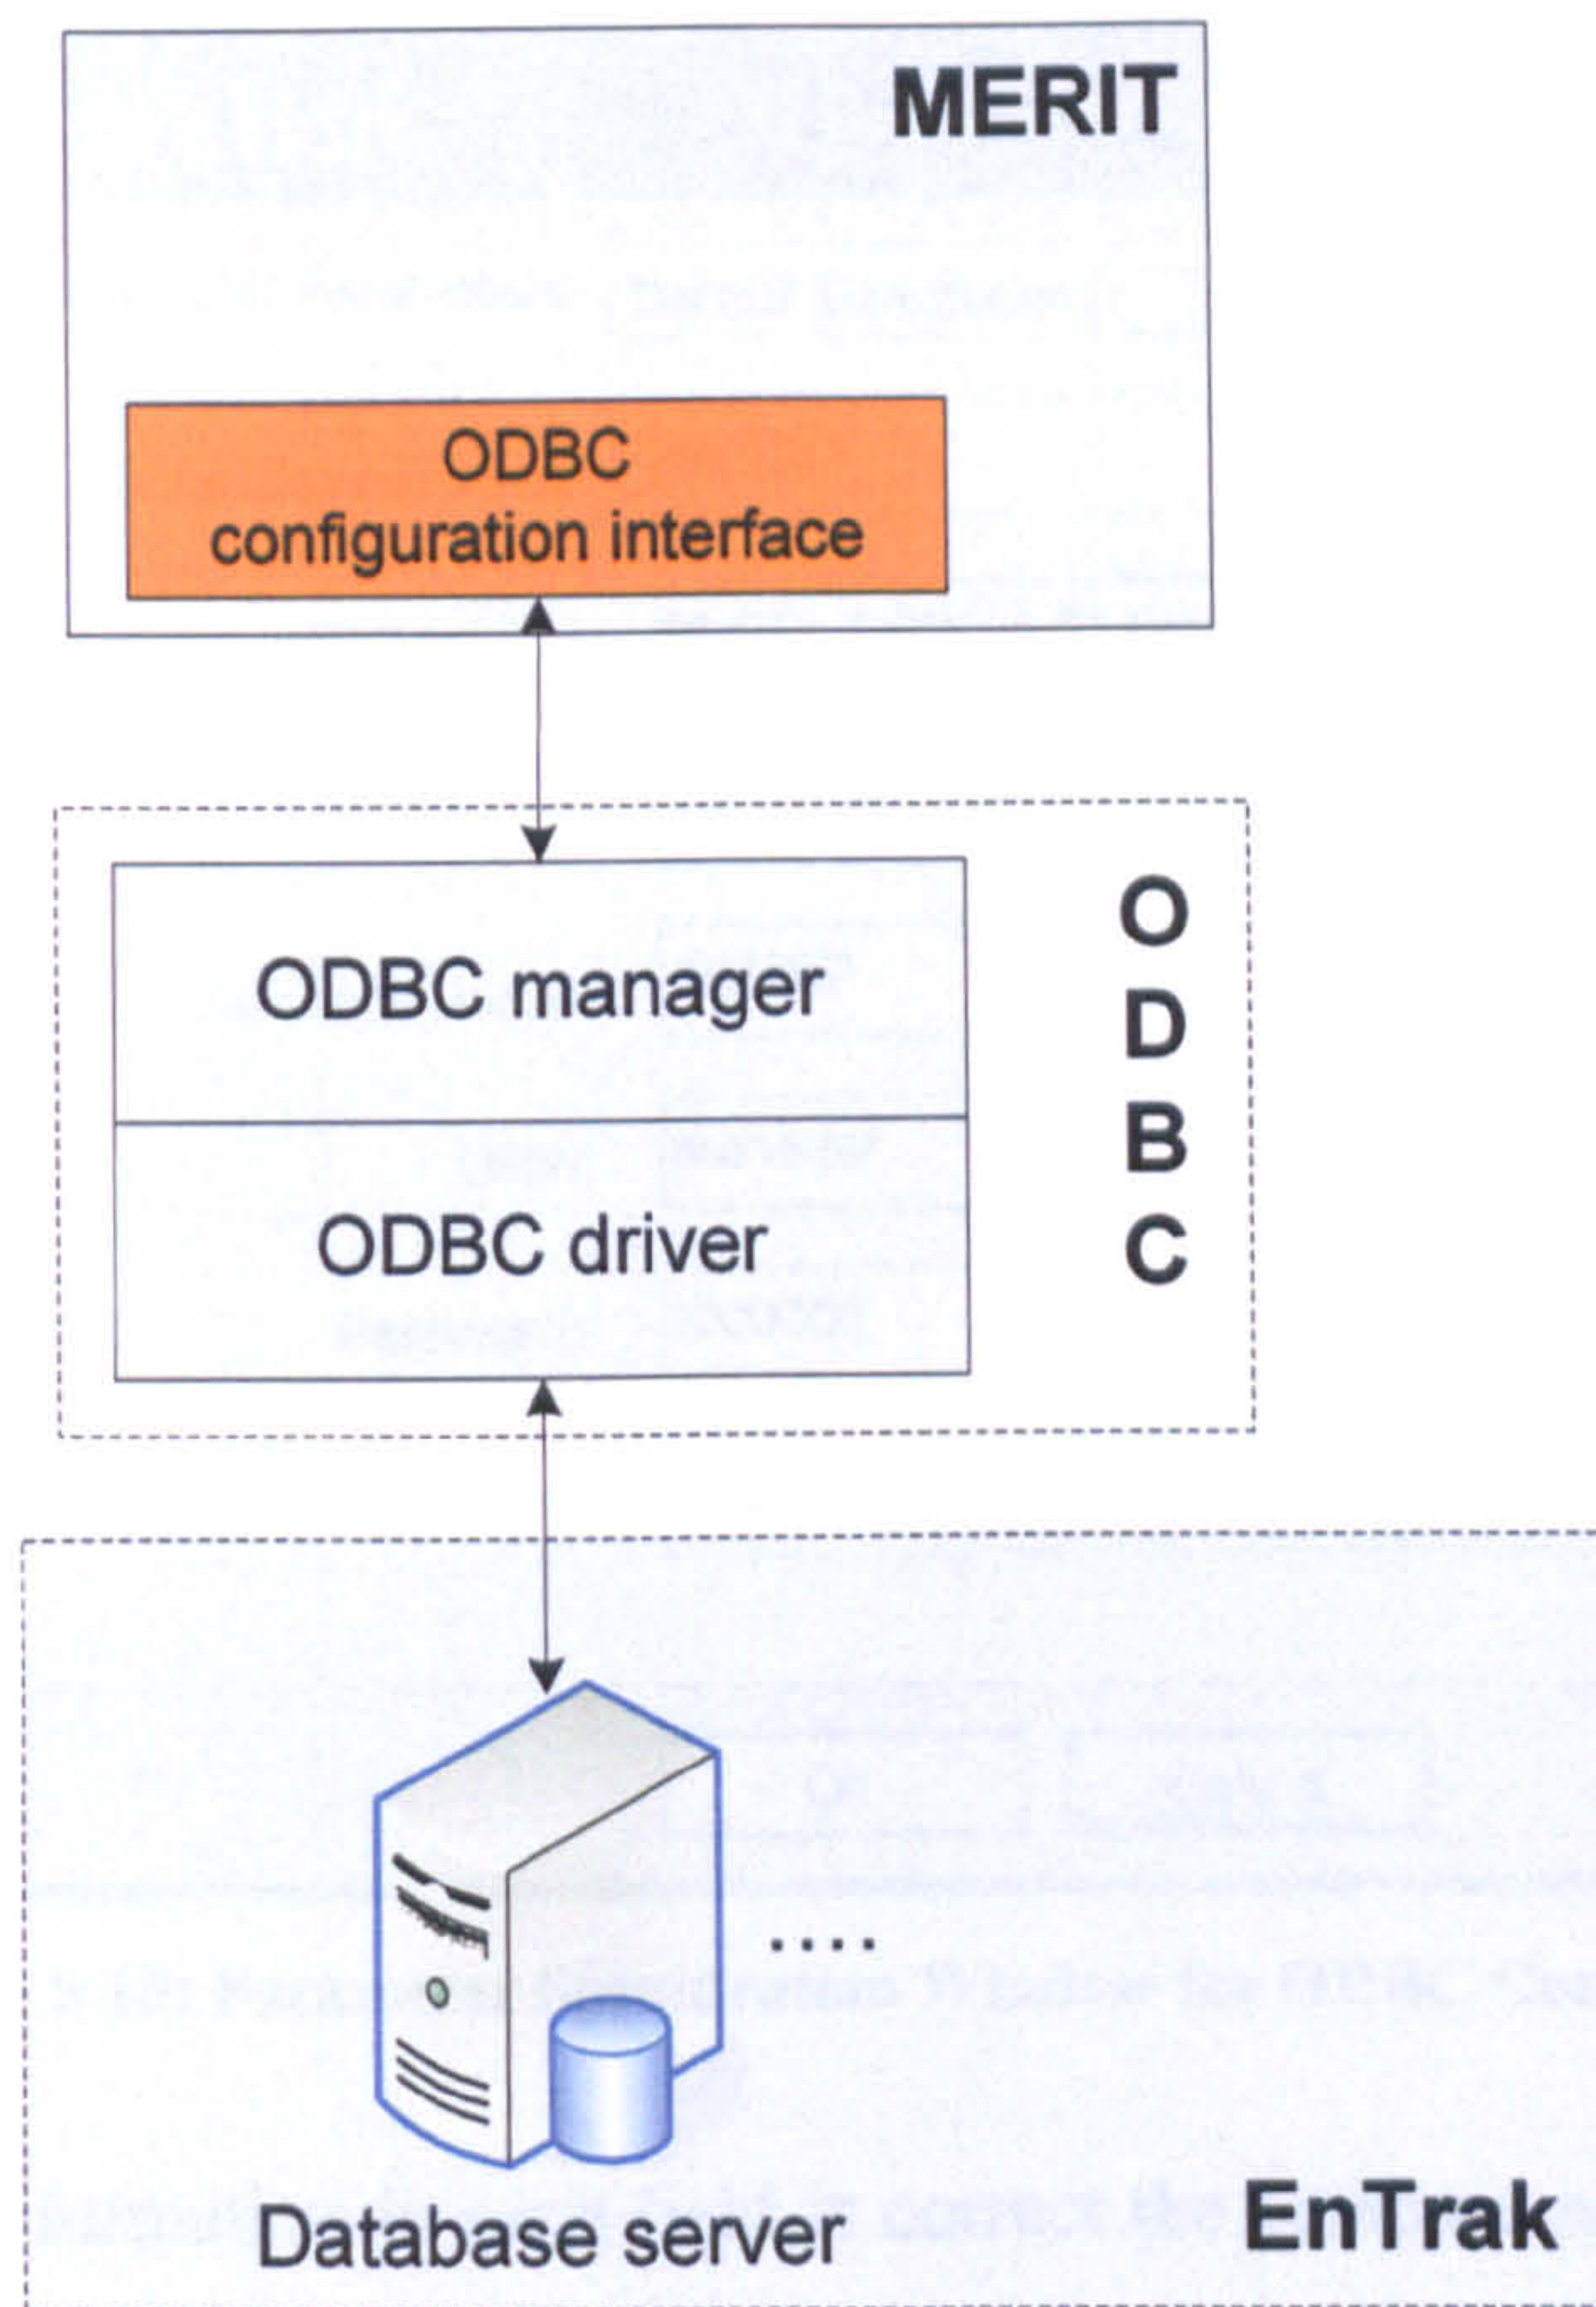 MERIT
ODBC
configuration interface
ODBC manager
O
D
B
C
ODBC driver
....
Database server
EnTrak